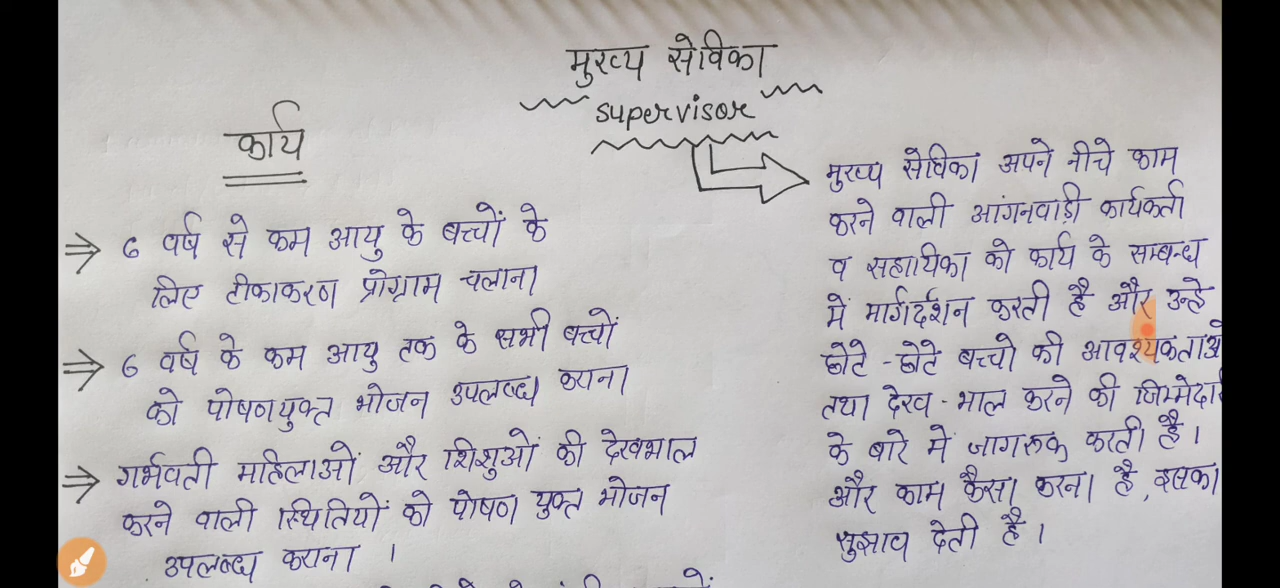 मुख्य सेविका
supervisor
कार्य
⇒ 6 वर्ष से कम आयु के बच्चों के
लिए टीकाकरण प्रोग्राम चलाना
⇒ 6 वर्ष के कम आयु तक के सभी बच्चों
को पोषणयुक्त भोजन उपलब्ध कराना
⇒ गर्भवती महिलाओं और शिशुओं की देखभाल
करने वाली स्थितियों को पोषण युक्त भोजन
उपलब्ध कराना ।
मुख्य सेविका अपने नीचे काम
करने वाली आंगनवाड़ी कार्यकर्ता
व सहायिका को कार्य के सम्बन्ध
में मार्गदर्शन करती है और उन्हे
छोटे - छोटे बच्चो की आवश्यकताओ
तथा देख - भाल करने की जिम्मेदार
के बारे में जागरूक करती है ।
और काम कैसा करना है, इसका
सुझाव देती है ।